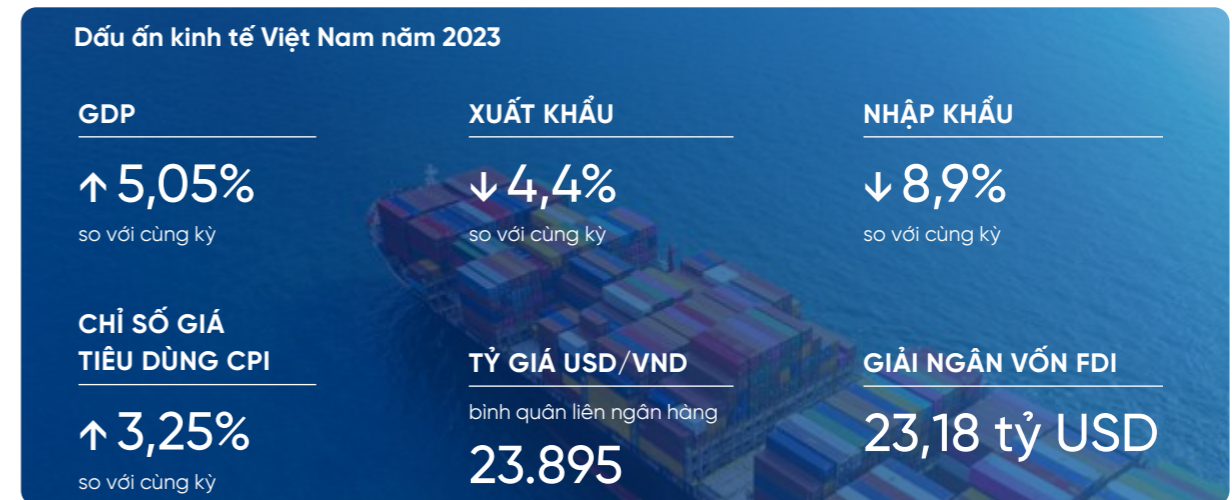 Dấu ấn kinh tế Việt Nam năm 2023
GDP
↑ 5,05%
so với cùng kỳ
XUẤT KHẨU
↓ 4,4%
so với cùng kỳ
NHẬP KHẨU
↓ 8,9%
so với cùng kỳ
CHỈ SỐ GIÁ
TIÊU DÙNG CPI
↑ 3,25%
so với cùng kỳ
TỶ GIÁ USD/VND
bình quân liên ngân hàng
23.895
GIẢI NGÂN VỐN FDI
23,18 tỷ USD